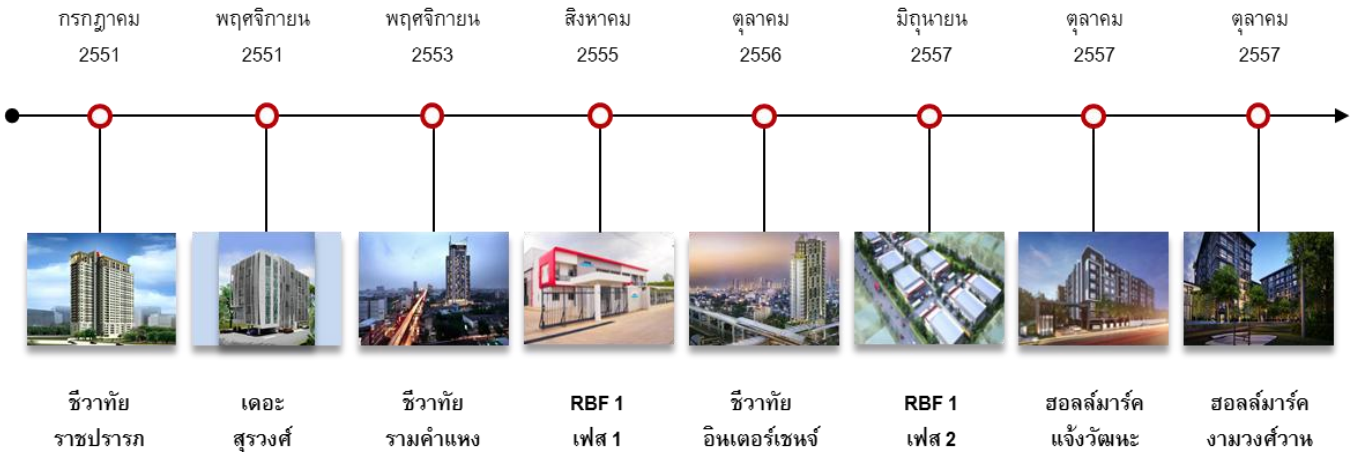 กรกฎาคม
2551
พฤศจิกายน
2551
พฤศจิกายน
2553
สิงหาคม
2555
ตุลาคม
2556
มิถุนายน
2557
ตุลาคม
2557
ตุลาคม
2557
ชีวาทัย
ราชปรารภ
เดอะ
สุรวงศ์
ชีวาทัย
รามคำแหง
RBF 1
เฟส 1
ชีวาทัย
อินเตอร์เชนจ์
RBF 1
เฟส 2
ฮอลล์มาร์ค
แจ้งวัฒนะ
ฮอลล์มาร์ค
งามวงศ์วาน